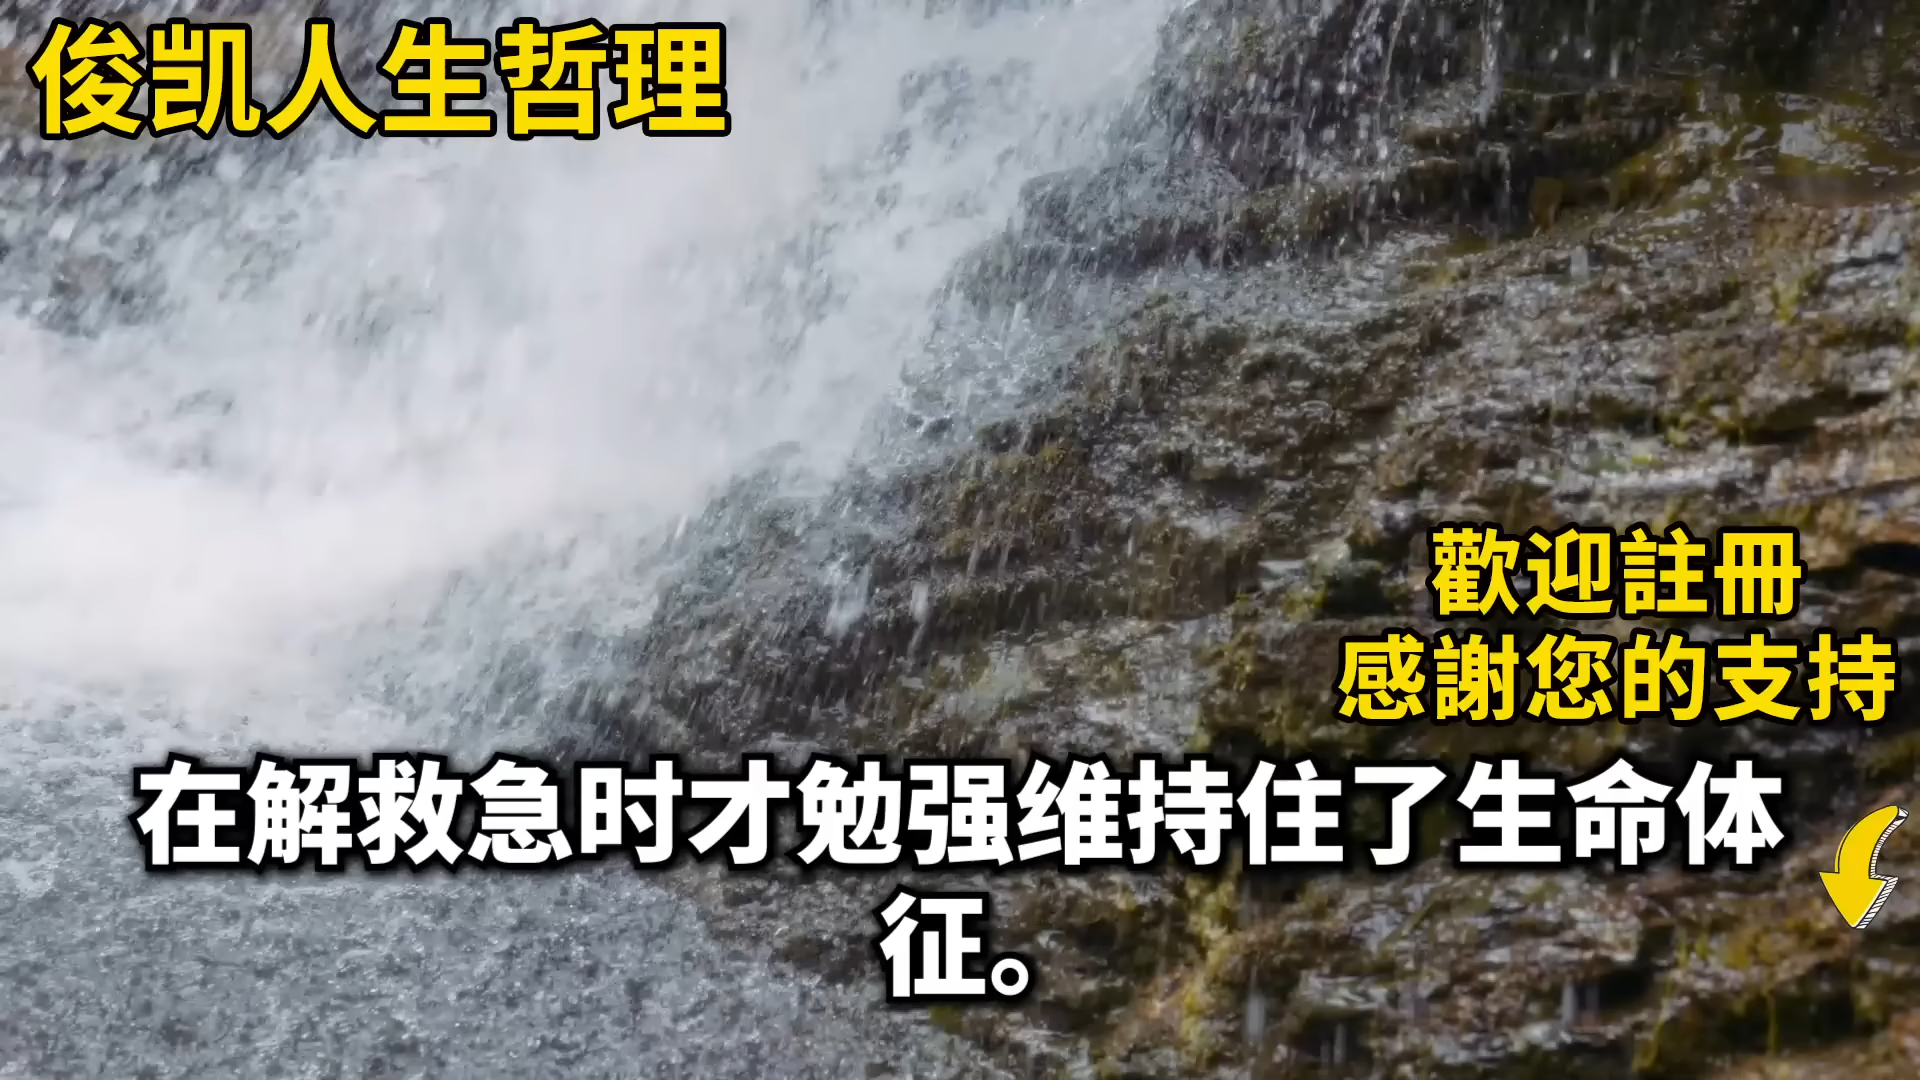 俊凯人生哲理
歡迎註冊
感謝您的支持
在解救急时才勉强维持住了生命体
征。